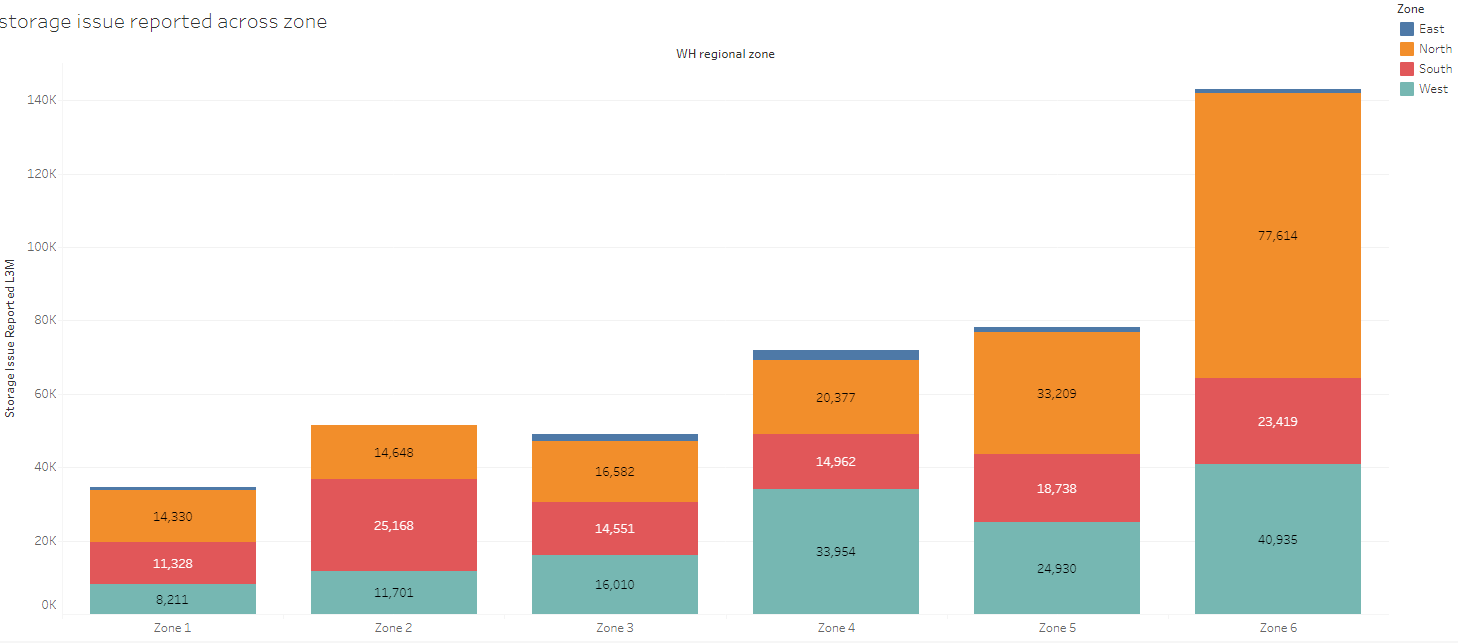 storage issue reported across zone
WH regional zone
Zone
East
North
South
West
Storage Issue Reported L3M
140K
120K
100K
80K
60K
40K
20K
0K
14,330
11,328
8,211
14,648
25,168
11,701
16,582
14,551
16,010
20,377
14,962
33,954
33,209
18,738
24,930
77,614
23,419
40,935
Zone 1
Zone 2
Zone 3
Zone 4
Zone 5
Zone 6